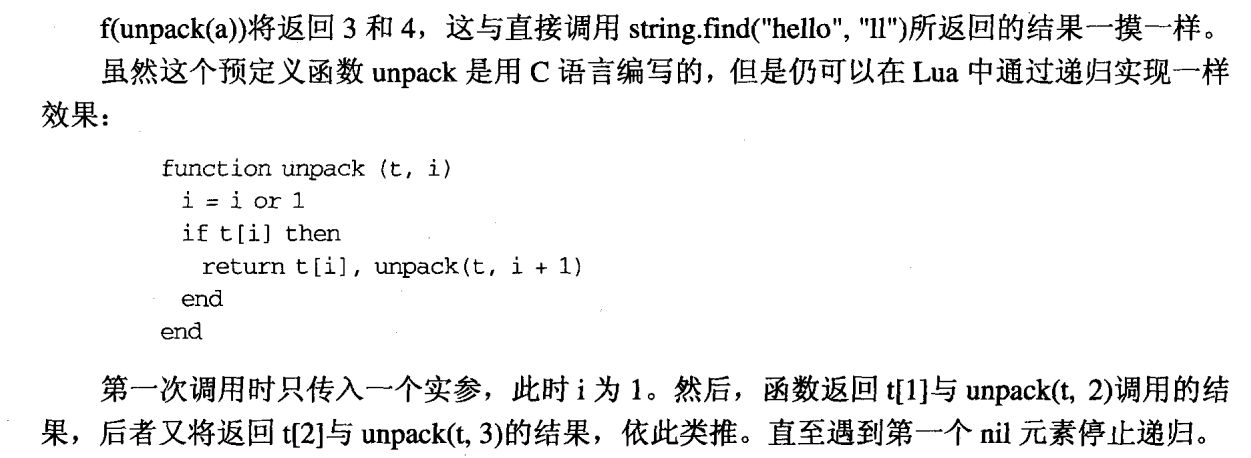 f(unpack(a))将返回 3 和 4，这与直接调用 string.find("hello", "ll")所返回的结果一摸一样。
虽然这个预定义函数 unpack 是用 C 语言编写的，但是仍可以在 Lua 中通过递归实现一样
效果：
function unpack (t, i)
i = i or 1
if t[i] then
return t[i], unpack(t, i + 1)
end
end
第一次调用时只传入一个实参，此时 i 为 1。然后，函数返回 t[1]与 unpack(t, 2)调用的结
果，后者又将返回 t[2]与 unpack(t, 3)的结果，依此类推。直至遇到第一个 nil 元素停止递归。